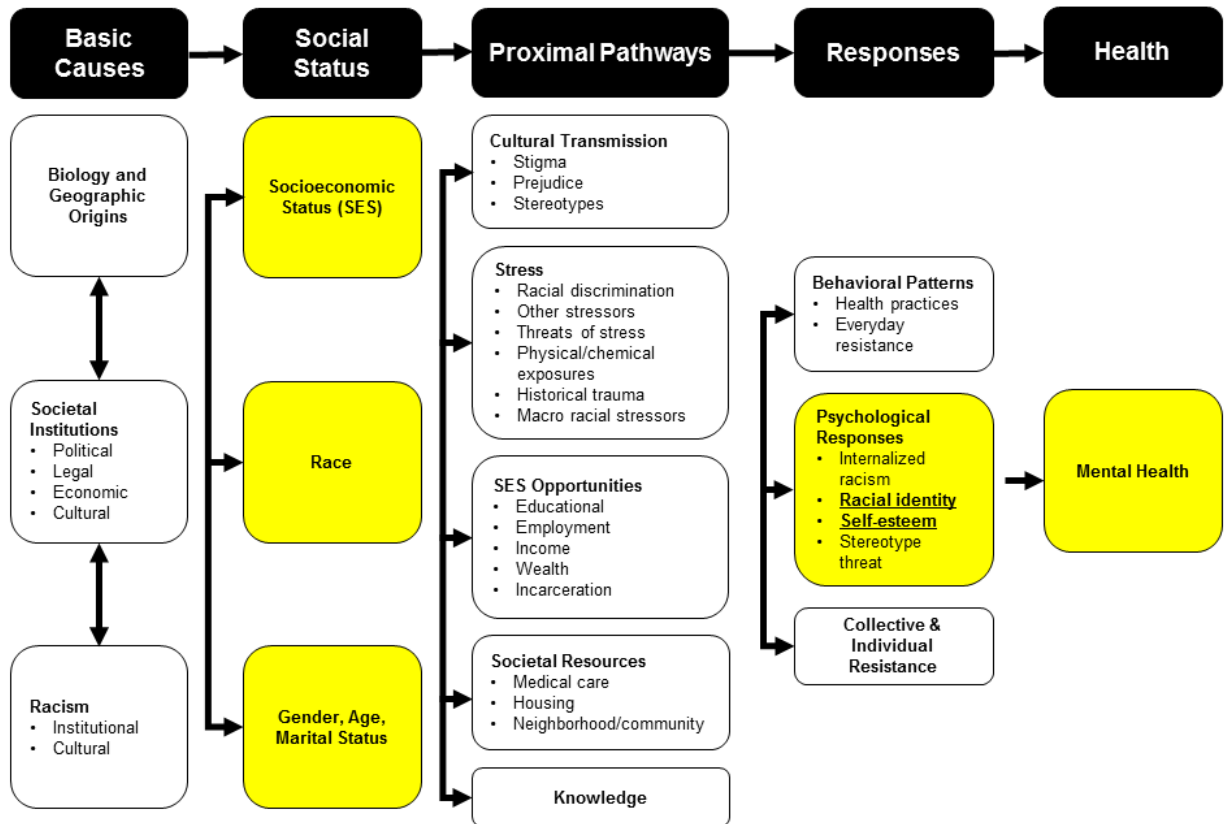 Basic
Causes
Social
Status
Proximal Pathways
Responses
Health
Biology and
Geographic
Origins
Societal
Institutions
• Political
• Legal
• Economic
• Cultural
Racism
• Institutional
• Cultural
Socioeconomic
Status (SES)
Race
Gender, Age,
Marital Status
Cultural Transmission
• Stigma
• Prejudice
• Stereotypes
Stress
• Racial discrimination
• Other stressors
• Threats of stress
• Physical/chemical
exposures
• Historical trauma
• Macro racial stressors
SES Opportunities
• Educational
• Employment
• Income
• Wealth
• Incarceration
Societal Resources
• Medical care
• Housing
• Neighborhood/community
Knowledge
Behavioral Patterns
• Health practices
• Everyday
resistance
Psychological
Responses
• Internalized
racism
• Racial identity
• Self-esteem
• Stereotype
threat
Collective &
Individual
Resistance
Mental Health